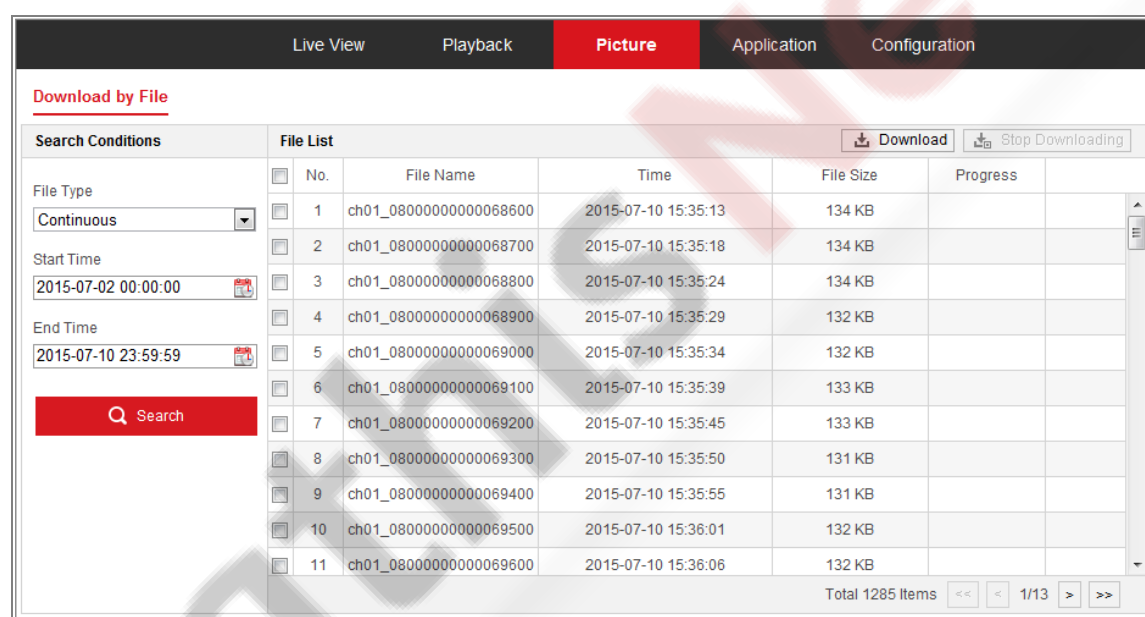 Live View Playback Picture Application Configuration
Download by File
Search Conditions
File List Download Stop Downloading
No. File Name Time File Size Progress
File Type
Continuous
Start Time
2015-07-02 00:00:00
End Time
2015-07-10 23:59:59
Search
1 ch01_08000000000068600 2015-07-10 15:35:13 134 KB
2 ch01_08000000000068700 2015-07-10 15:35:18 134 KB
3 ch01_08000000000068800 2015-07-10 15:35:24 134 KB
4 ch01_08000000000068900 2015-07-10 15:35:29 132 KB
5 ch01_08000000000069000 2015-07-10 15:35:34 132 KB
6 ch01_08000000000069100 2015-07-10 15:35:39 133 KB
7 ch01_08000000000069200 2015-07-10 15:35:45 133 KB
8 ch01_08000000000069300 2015-07-10 15:35:50 131 KB
9 ch01_08000000000069400 2015-07-10 15:35:55 131 KB
10 ch01_08000000000069500 2015-07-10 15:36:01 132 KB
11 ch01_08000000000069600 2015-07-10 15:36:06 132 KB
Total 1285 Items << < 1/13 > >>